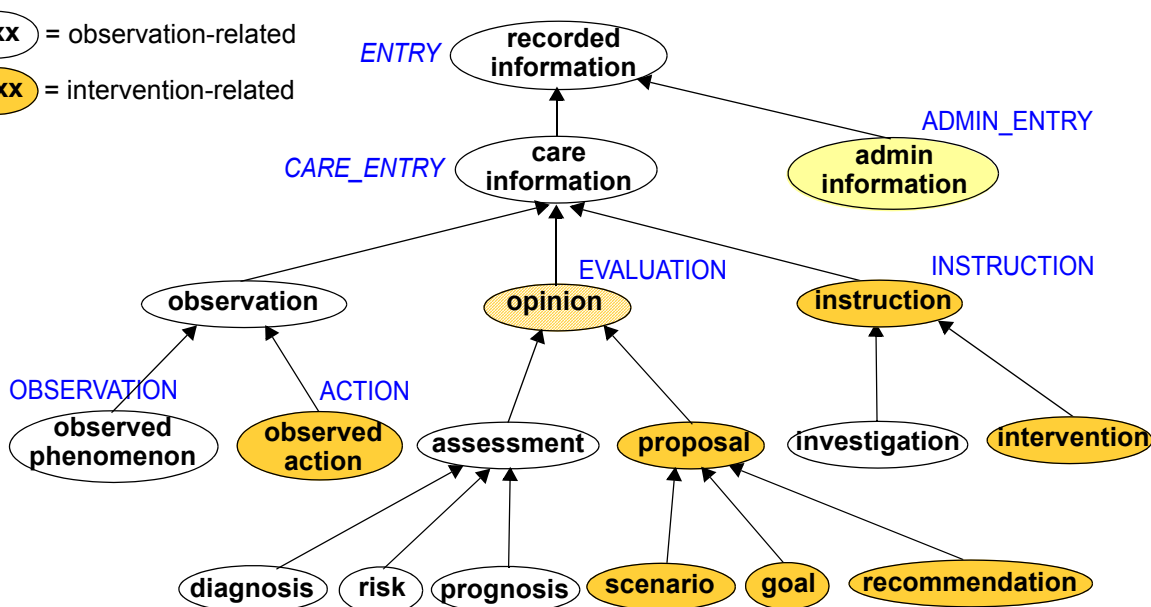 xx = observation-related
xx = intervention-related
ENTRY
recorded
information
ADMIN_ENTRY
CARE_ENTRY
care
information
admin
information
EVALUATION
INSTRUCTION
observation
opinion
instruction
OBSERVATION
ACTION
observed
phenomenon
observed
action
assessment
proposal
investigation
intervention
diagnosis
risk
prognosis
scenario
goal
recommendation